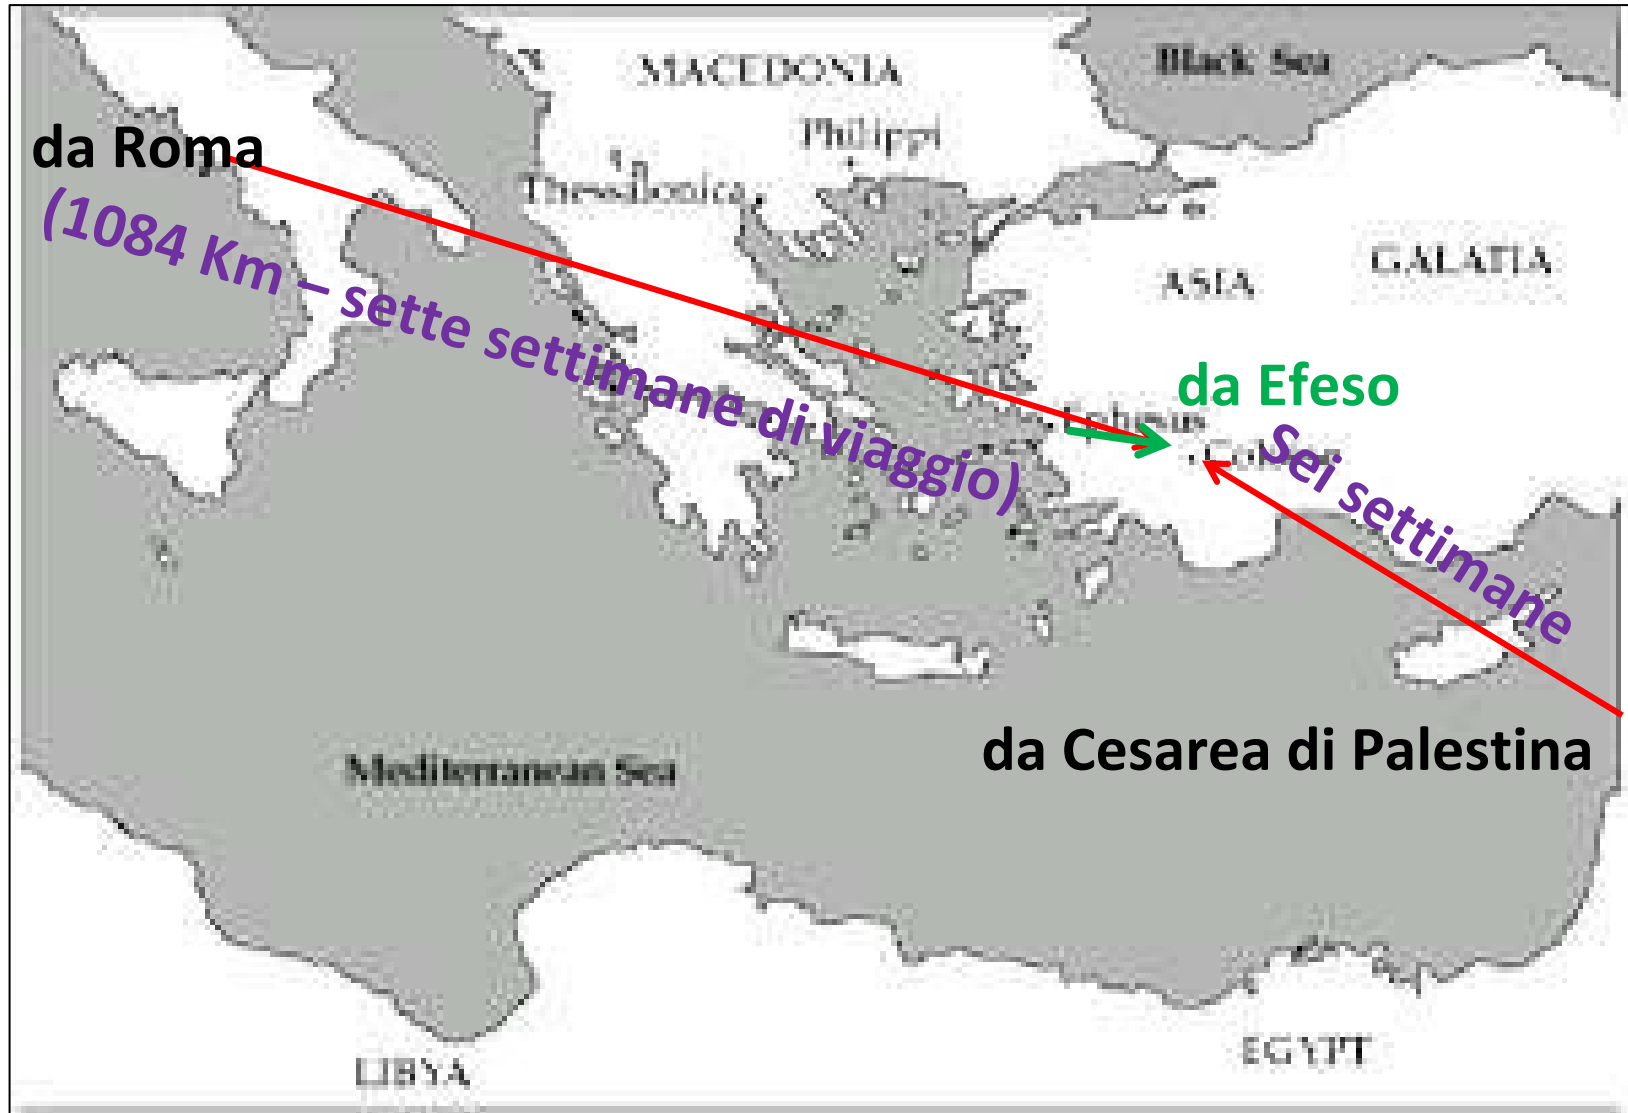 MACEDONIA
Black Sea
da Roma
Philippi
Thessalonica
(1084 Km – sette settimane di viaggio)
GALATIA
ASIA
da Efeso
Ephesus
Sei settimane
da Cesarea di Palestina
Mediterranean Sea
EGYPT
LIBYA